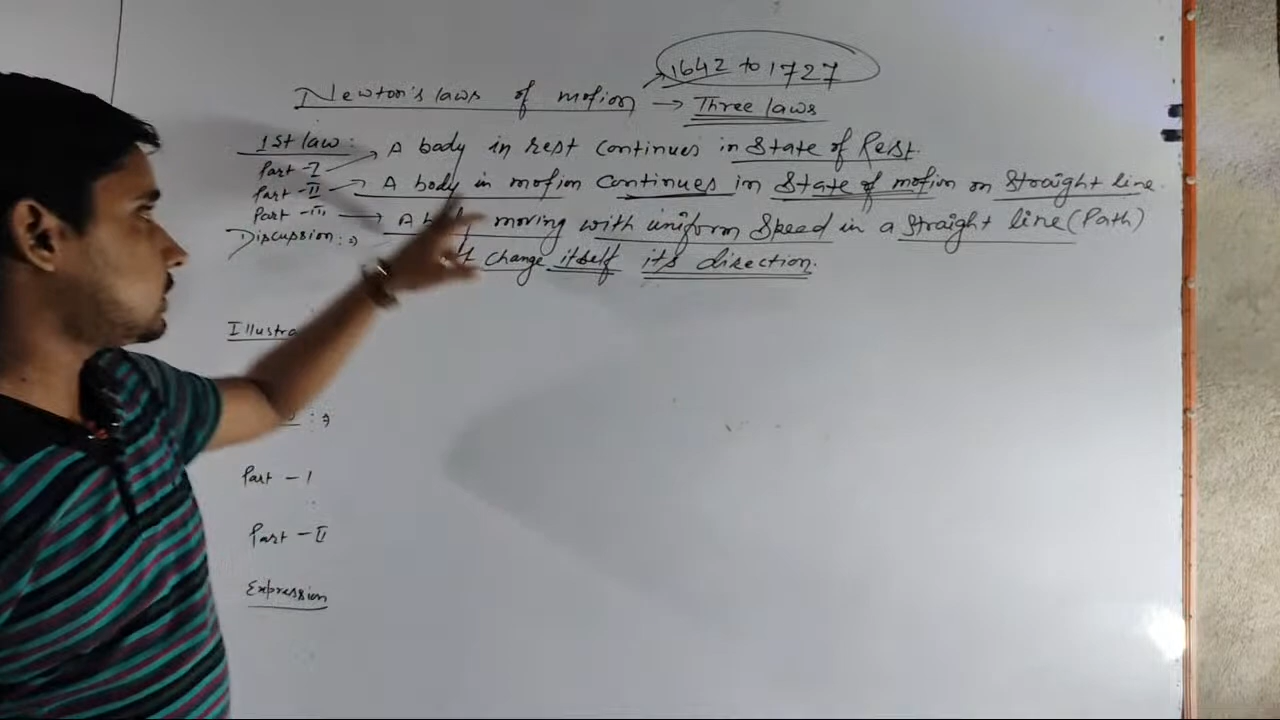 1642 to 1727
Newton's laws of motion → Three laws
1st law:
Part-I → A body in rest continues in State of Rest.
Part-II → A body in motion continues in State of motion on Straight line.
Part-III → A moving with uniform Speed in a straight line (Path)
change itself its direction.
Discussion:⇒
Part - I
Part - II
Expression